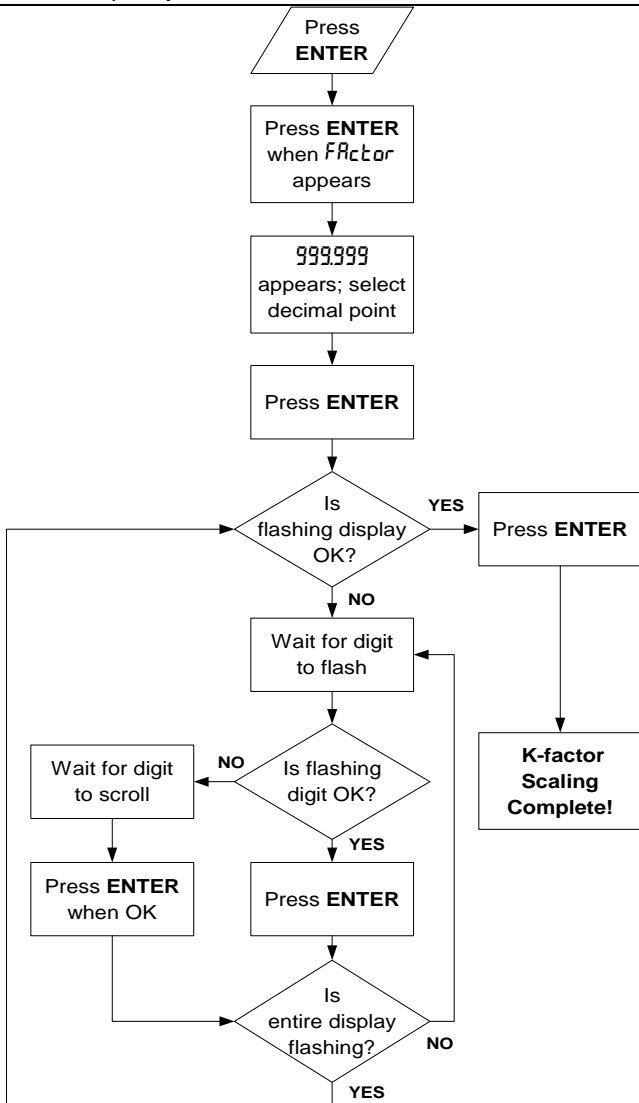 Press
ENTER
Press ENTER
when FActor
appears
999.999
appears; select
decimal point
Press ENTER
Is
flashing display
OK?
YES
Press ENTER
NO
Wait for digit
to flash
Is flashing
digit OK?
NO
Wait for digit
to scroll
YES
K-factor
Scaling
Complete!
Press ENTER
when OK
Press ENTER
Is
entire display
flashing?
NO
YES